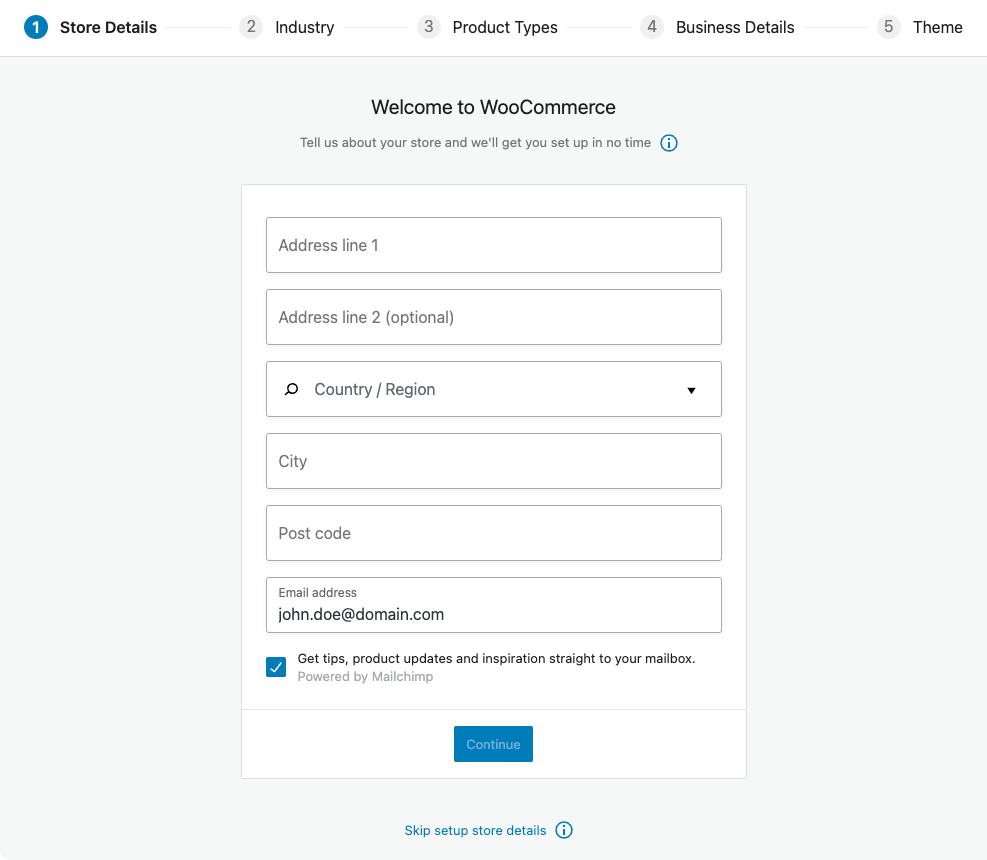 1 Store Details 2 Industry 3 Product Types 4 Business Details 5 Theme
Welcome to WooCommerce
Tell us about your store and we'll get you set up in no time
Address line 1
Address line 2 (optional)
Country / Region
City
Post code
Email address
john.doe@domain.com
Get tips, product updates and inspiration straight to your mailbox.
Powered by Mailchimp
Continue
Skip setup store details